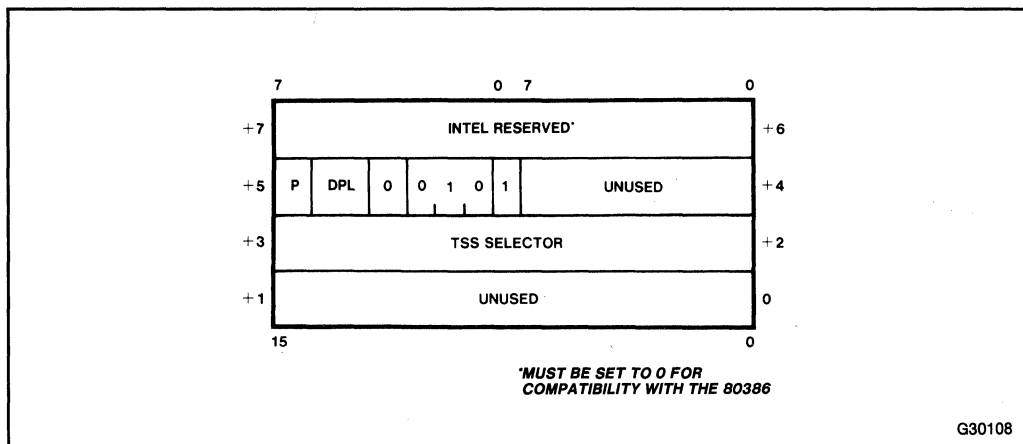 7 0 7 0
+7 INTEL RESERVED* +6
+5 P DPL 0 0 1 0 1 UNUSED +4
+3 TSS SELECTOR +2
+1 UNUSED 0
15 0
*MUST BE SET TO 0 FOR
COMPATIBILITY WITH THE 80386
G30108